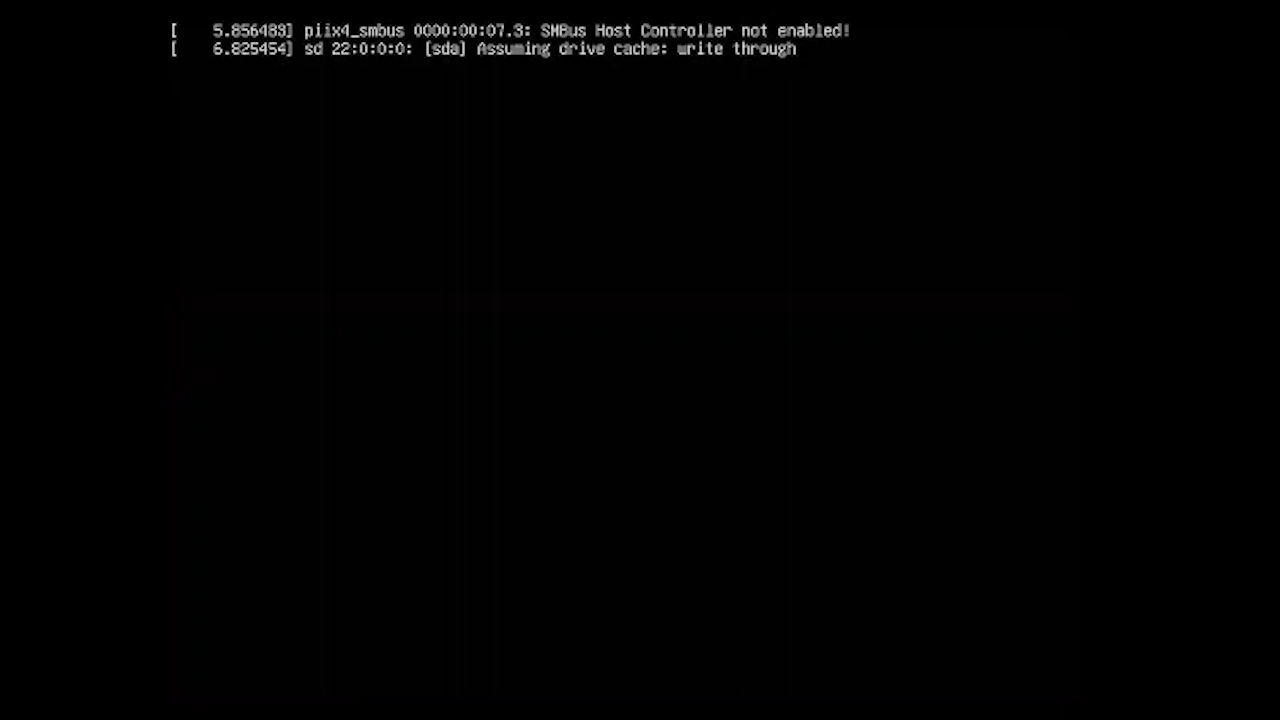 [    5.856483] piix4_smbus 0000:00:07.3: SMBus Host Controller not enabled!
[    6.825454] sd 22:0:0:0: [sda] Assuming drive cache: write through